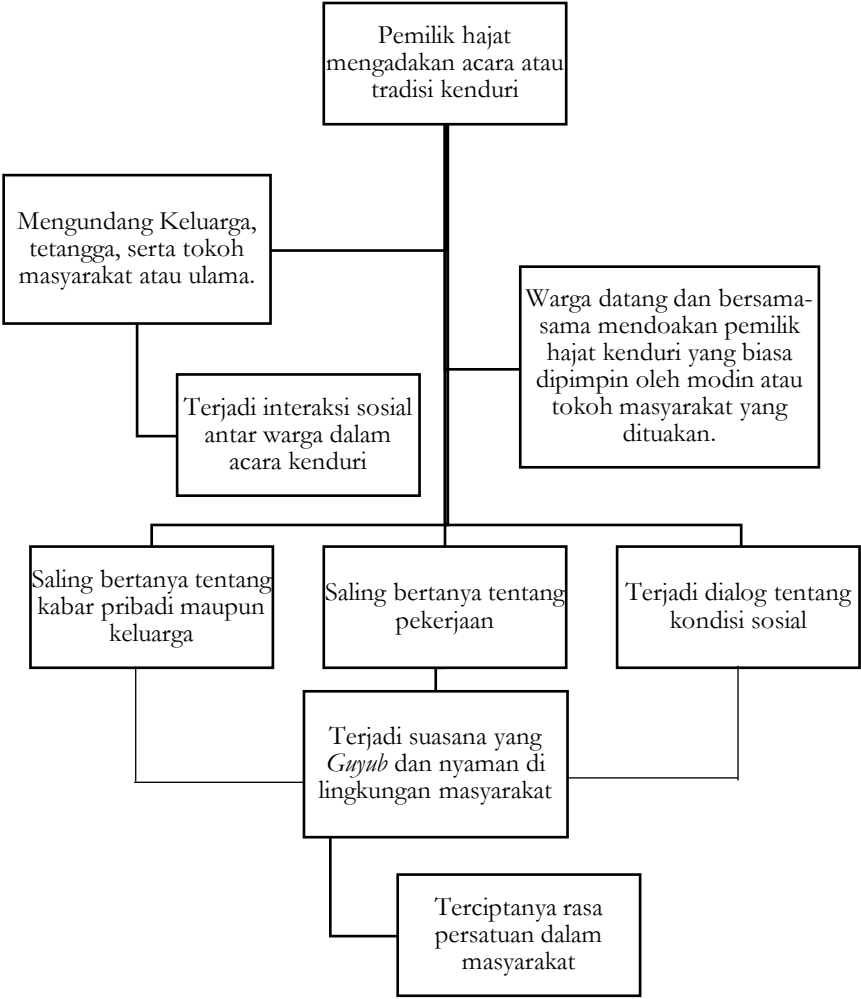 Pemilik hajat
mengadakan acara atau
tradisi kenduri
Mengundang Keluarga,
tetangga, serta tokoh
masyarakat atau ulama.
Warga datang dan bersama-
sama mendoakan pemilik
hajat kenduri yang biasa
dipimpin oleh modin atau
tokoh masyarakat yang
dituakan.
Terjadi interaksi sosial
antar warga dalam
acara kenduri
Saling bertanya tentang
kabar pribadi maupun
keluarga
Saling bertanya tentang
pekerjaan
Terjadi dialog tentang
kondisi sosial
Terjadi suasana yang
Guyub dan nyaman di
lingkungan masyarakat
Terciptanya rasa
persatuan dalam
masyarakat